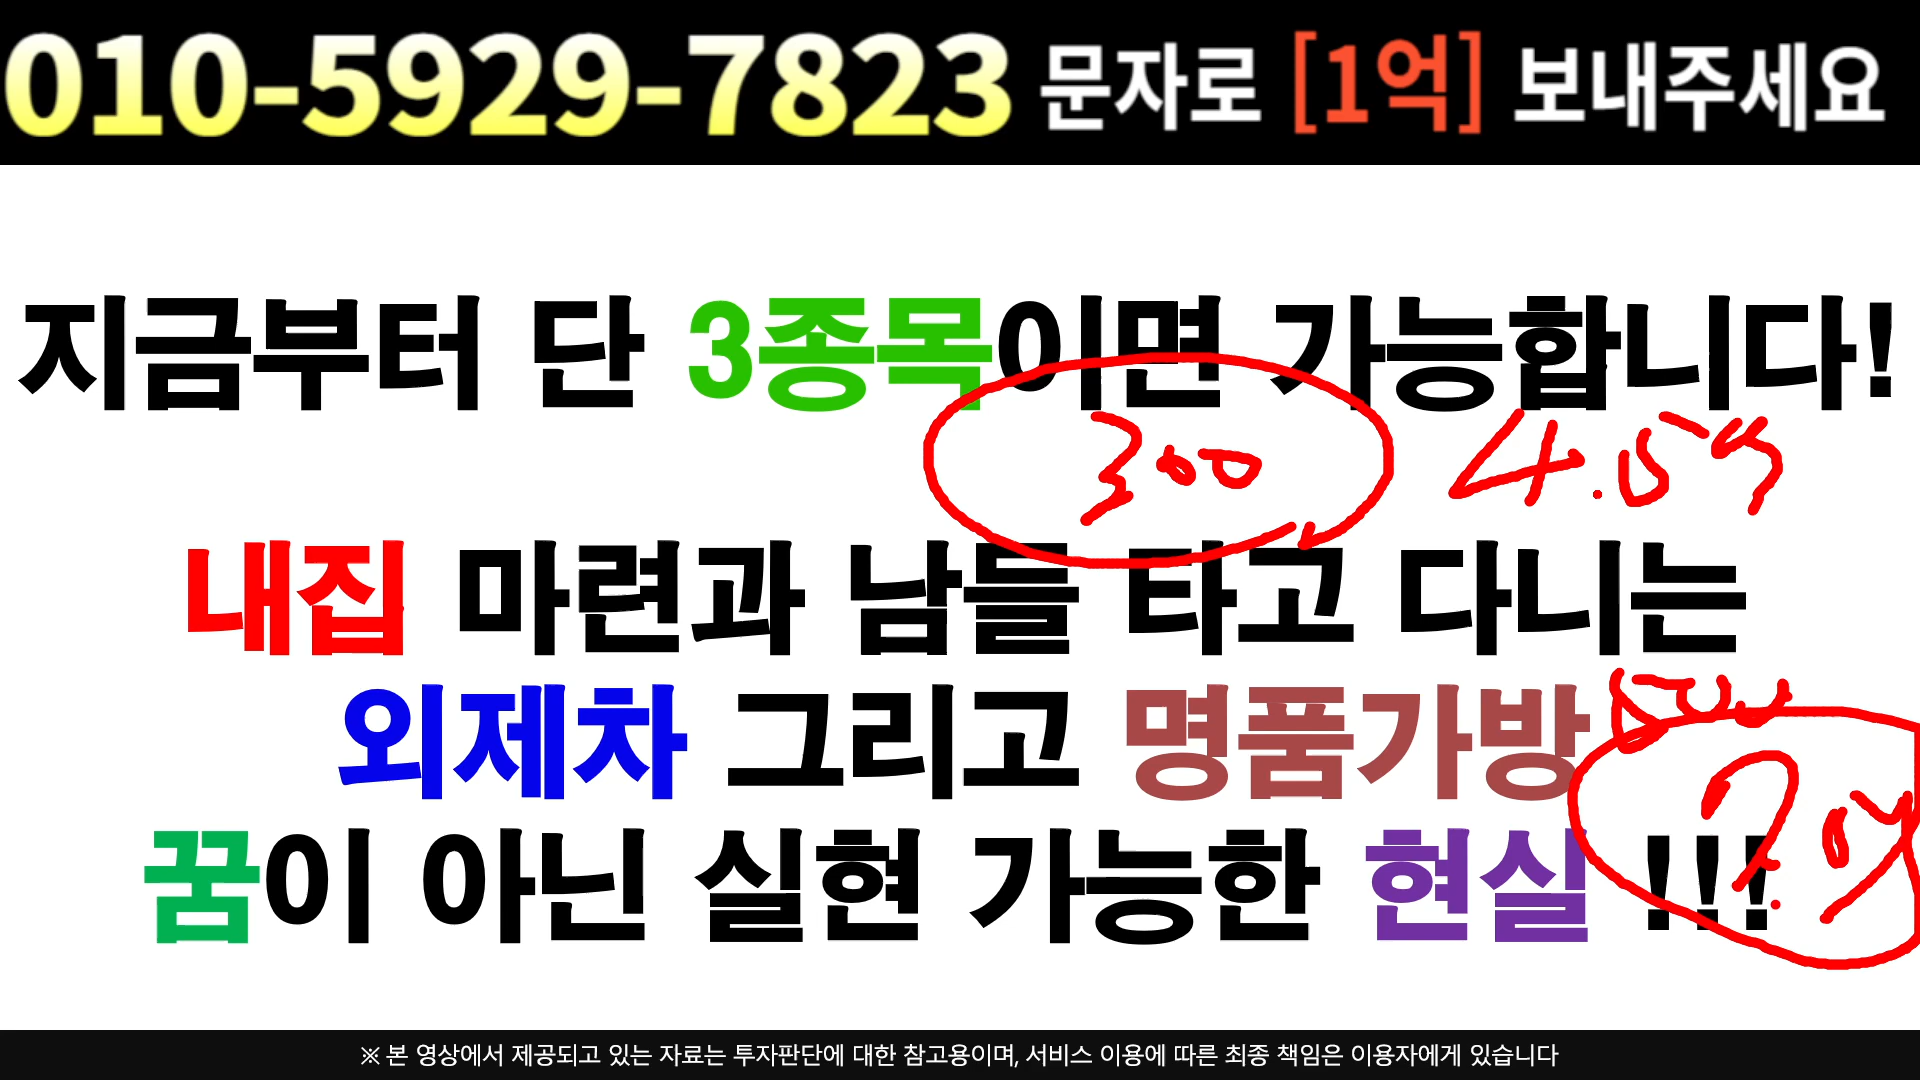 010-5929-7823 문자로 [1억] 보내주세요
지금부터 단 3종목이면 가능합니다!
300
내집 마련과 남들 타고 다니는
외제차 그리고 명품가방
꿈이 아닌 실현 가능한 현실 !!!
※ 본 영상에서 제공되고 있는 자료는 투자판단에 대한 참고용이며, 서비스 이용에 따른 최종 책임은 이용자에게 있습니다